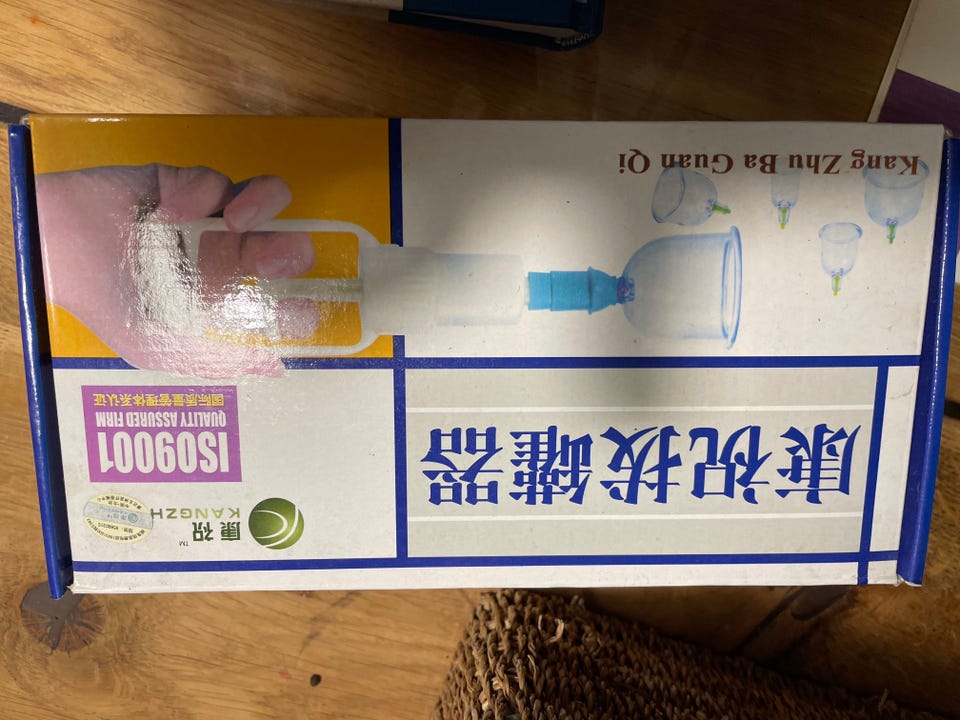 康祝
™
KANGZH
康祝拔罐器
ISO9001
QUALITY ASSURED FIRM
国际质量管理体系认证
Kang Zhu Ba Guan Qi